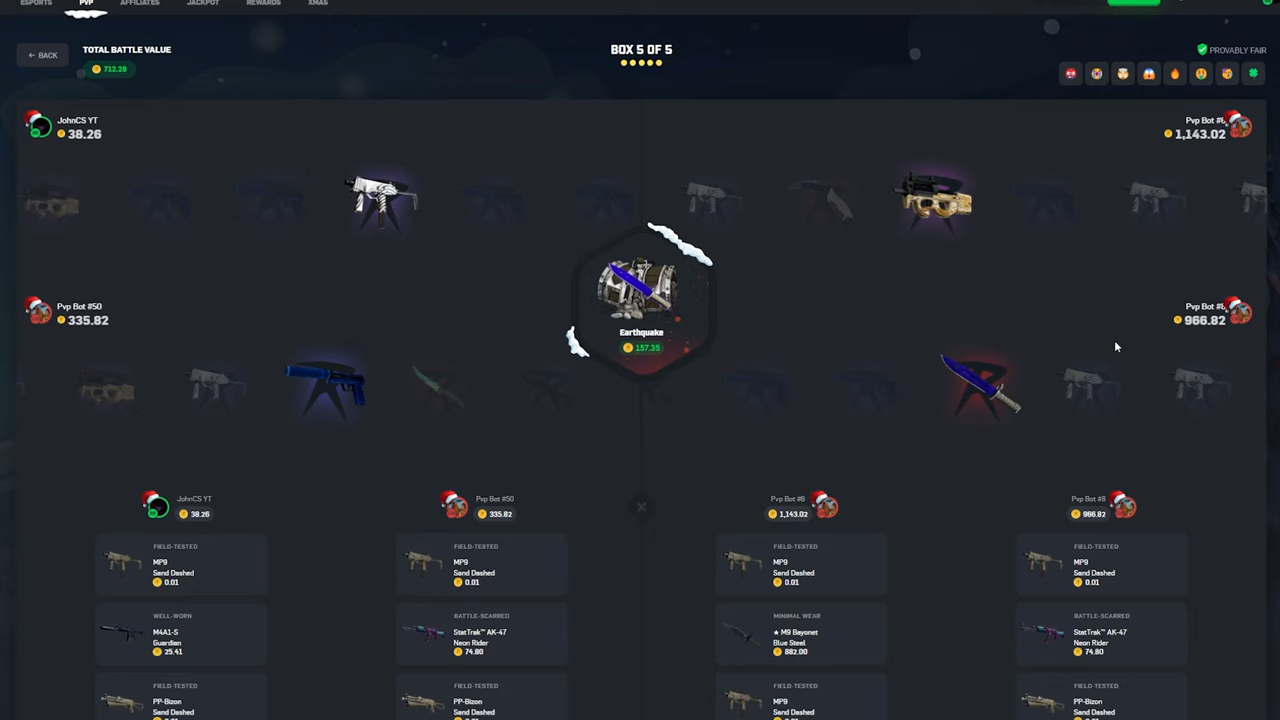 ESPORTS PVP AFFILIATES JACKPOT REWARDS XMAS
← BACK
TOTAL BATTLE VALUE
712.29
BOX 5 OF 5
PROVABLY FAIR
JohnCS YT
38.26
Pvp Bot #6
1,143.02
Earthquake
157.35
Pvp Bot #50
335.82
Pvp Bot #8
966.82
JohnCS YT
38.26
Pvp Bot #50
335.82
Pvp Bot #6
1,143.02
Pvp Bot #8
966.82
FIELD-TESTED
MP9
Sand Dashed
0.01
FIELD-TESTED
MP9
Sand Dashed
0.01
FIELD-TESTED
MP9
Sand Dashed
0.01
FIELD-TESTED
MP9
Sand Dashed
0.01
WELL-WORN
M4A1-S
Guardian
25.41
BATTLE-SCARRED
StatTrak™ AK-47
Neon Rider
74.80
MINIMAL WEAR
★ M9 Bayonet
Blue Steel
882.00
BATTLE-SCARRED
StatTrak™ AK-47
Neon Rider
74.80
FIELD-TESTED
PP-Bizon
Sand Dashed
FIELD-TESTED
PP-Bizon
Sand Dashed
FIELD-TESTED
MP9
Sand Dashed
FIELD-TESTED
PP-Bizon
Sand Dashed